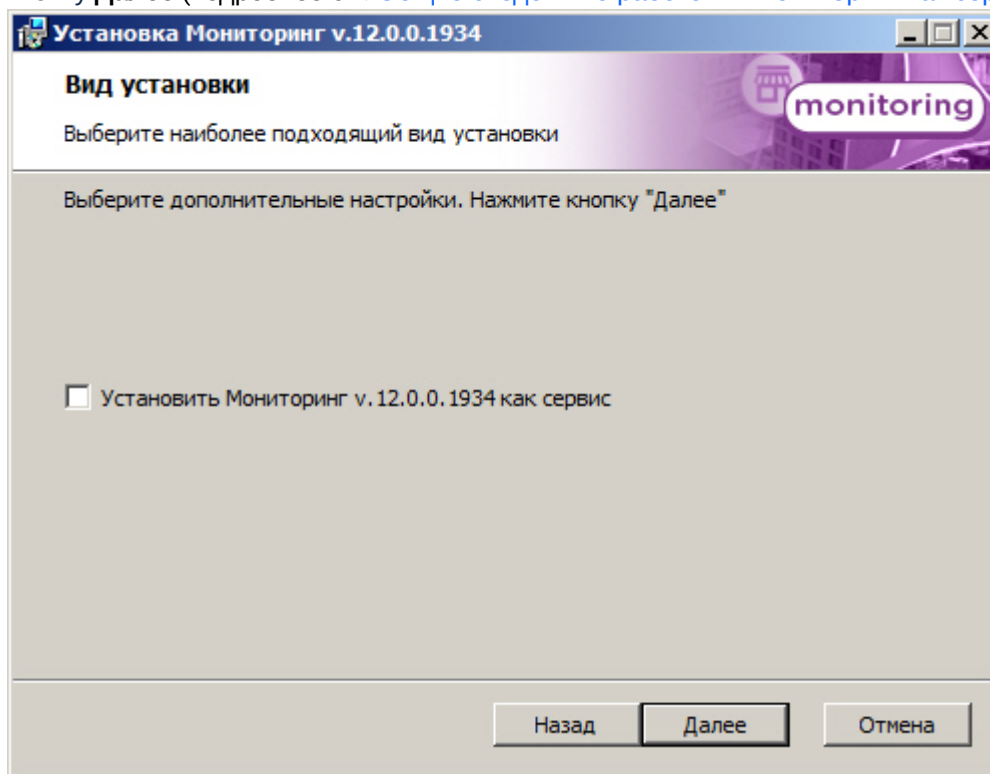 Установка Мониторинг v.12.0.0.1934
Вид установки
monitoring
Выберите наиболее подходящий вид установки
Выберите дополнительные настройки. Нажмите кнопку "Далее"
Установить Мониторинг v.12.0.0.1934 как сервис
Назад
Далее
Отмена